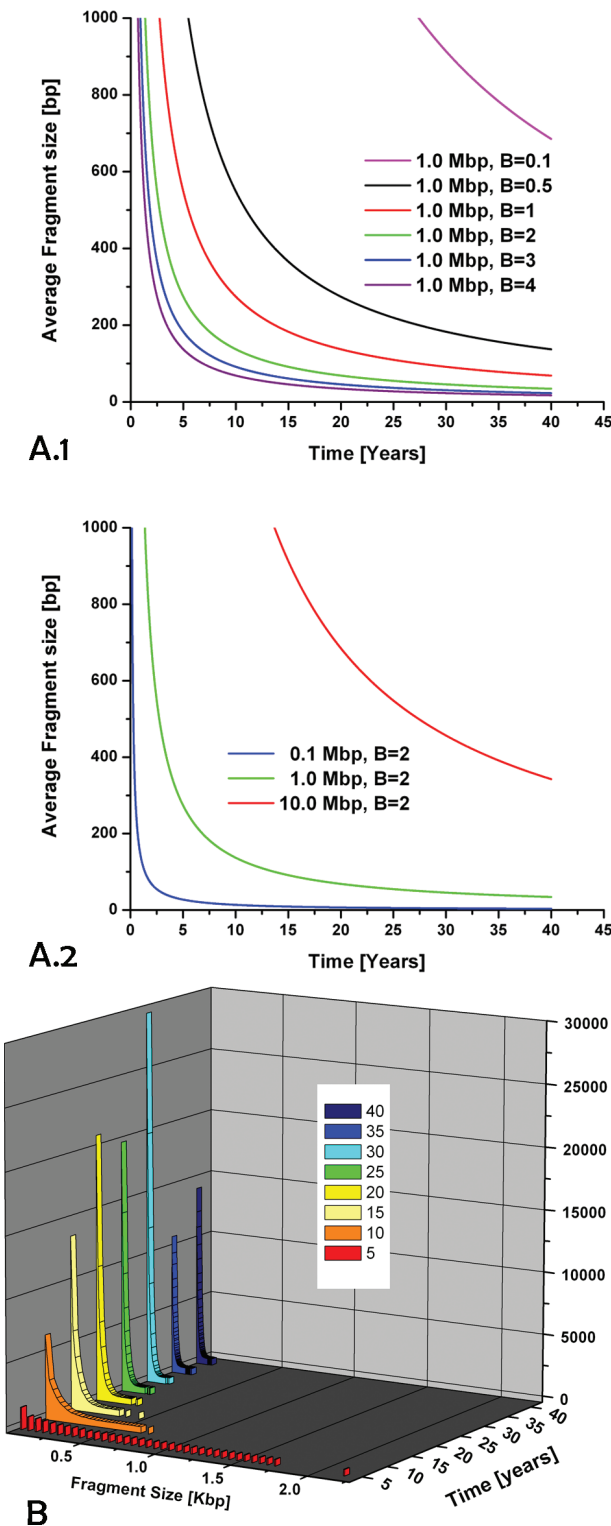 1000
800
600
400
200
0
Average Fragment size [bp]
1.0 Mbp, B=0.1
1.0 Mbp, B=0.5
1.0 Mbp, B=1
1.0 Mbp, B=2
1.0 Mbp, B=3
1.0 Mbp, B=4
0 5 10 15 20 25 30 35 40 45
Time [Years]
A.1
1000
800
600
400
200
0
Average Fragment size [bp]
0.1 Mbp, B=2
1.0 Mbp, B=2
10.0 Mbp, B=2
0 5 10 15 20 25 30 35 40 45
Time [Years]
A.2
30000
25000
20000
15000
10000
5000
0
40
35
30
25
20
15
10
5
0.5 1.0 1.5 2.0
Fragment Size [Kbp]
5 10 15 20 25 30 35 40
Time [years]
B